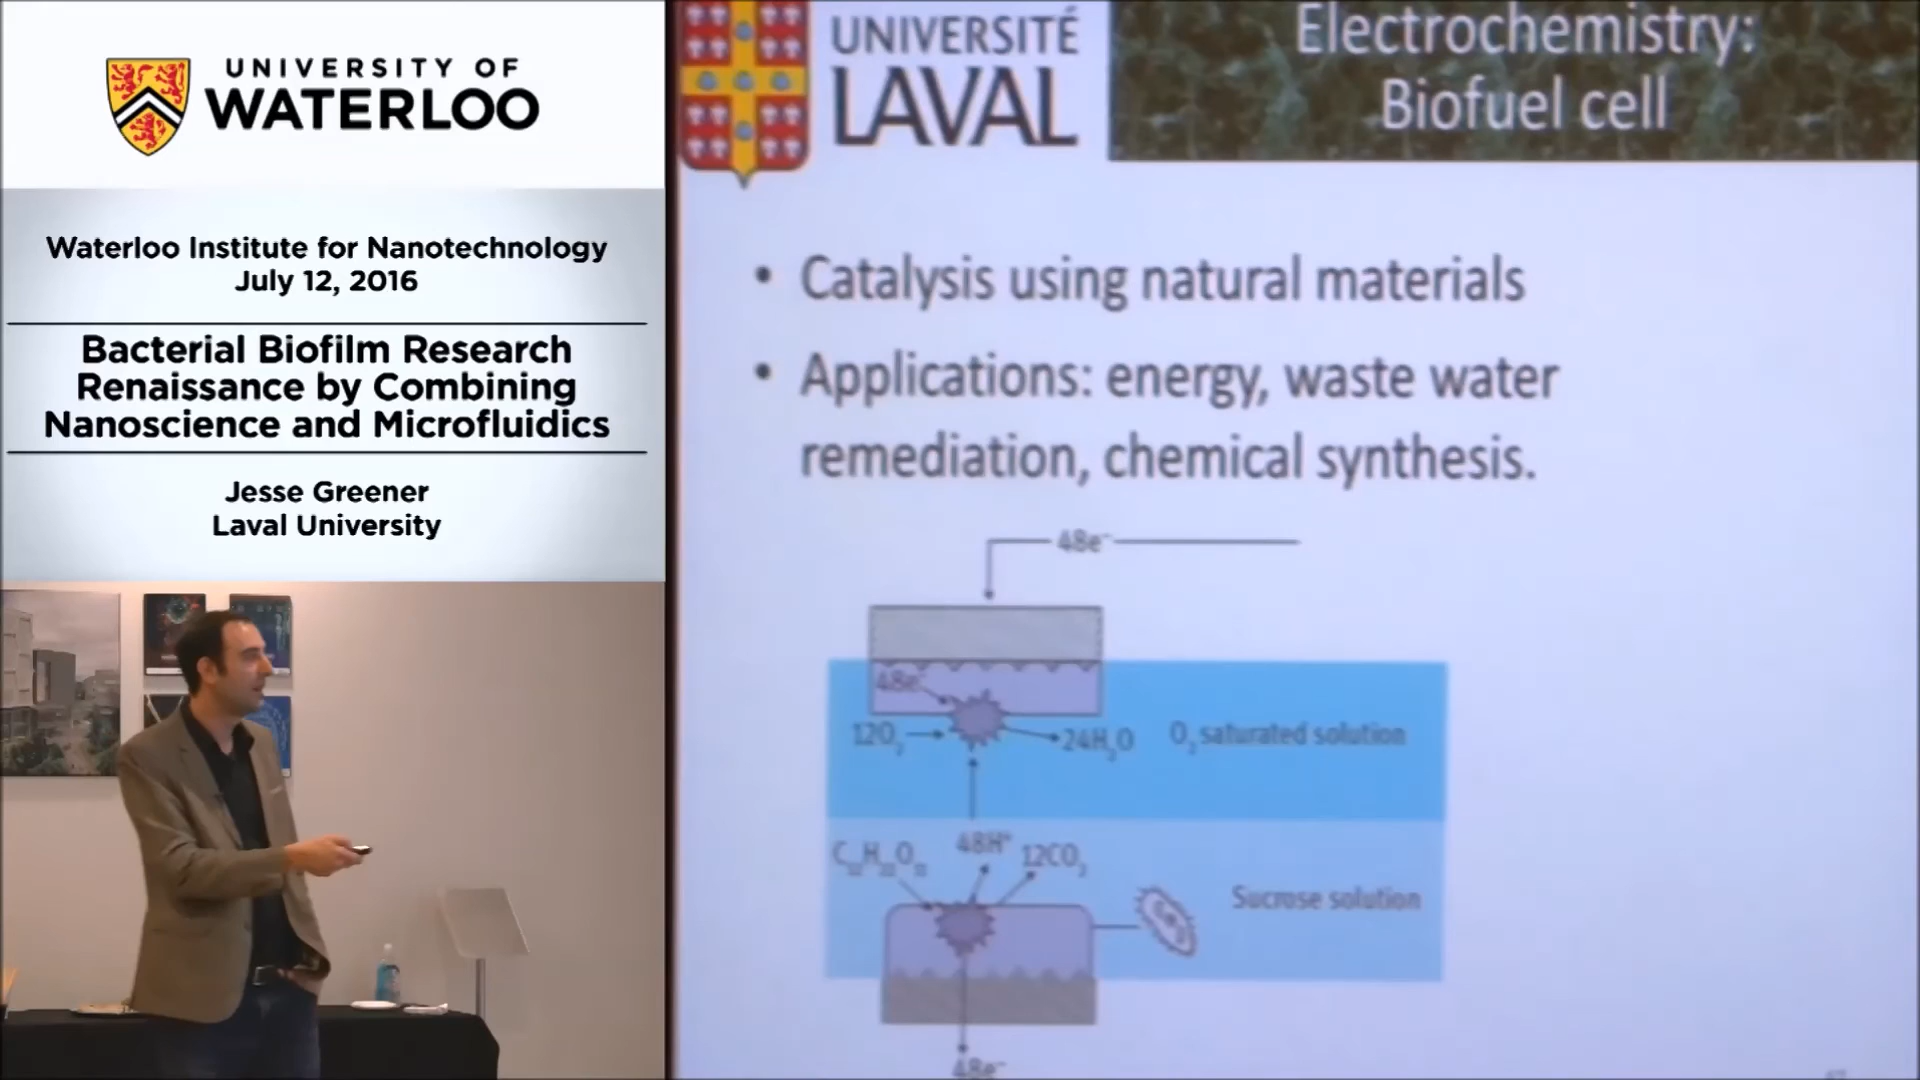 UNIVERSITY OF
WATERLOO
Waterloo Institute for Nanotechnology
July 12, 2016
Bacterial Biofilm Research
Renaissance by Combining
Nanoscience and Microfluidics
Jesse Greener
Laval University
UNIVERSITÉ
LAVAL
Electrochemistry:
Biofuel cell
• Catalysis using natural materials
• Applications: energy, waste water
remediation, chemical synthesis.
48e⁻
48e⁻
12O₂
24H₂O
O₂ saturated solution
48H⁺
12CO₂
Sucrose solution
48e⁻